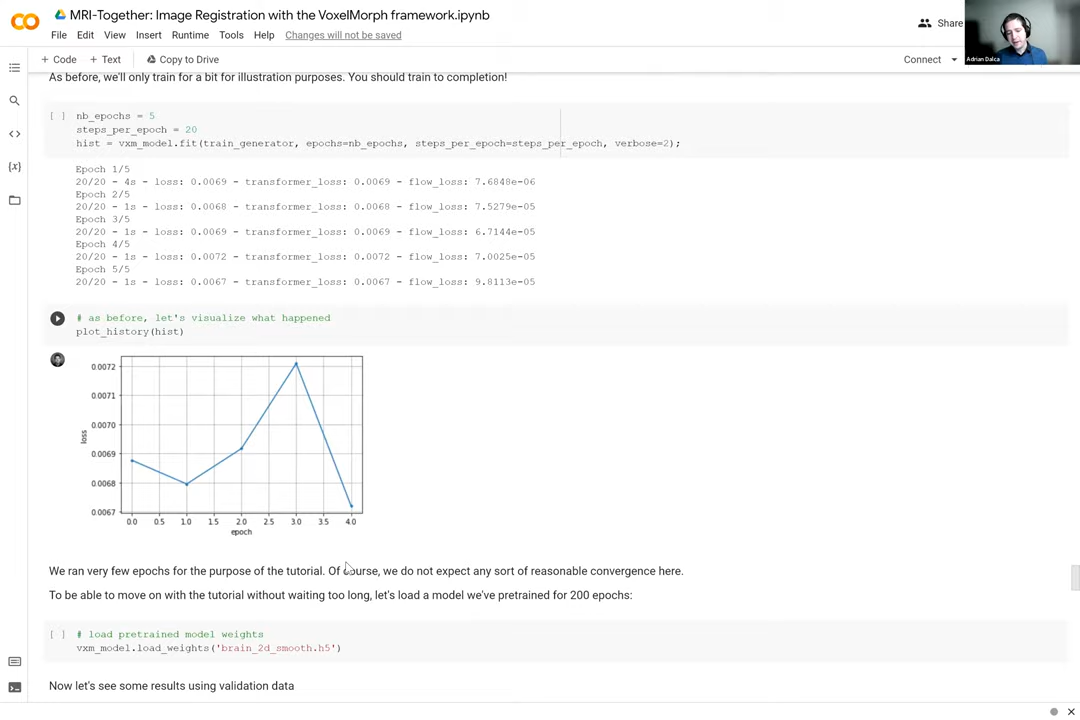 MRI-Together: Image Registration with the VoxelMorph framework.ipynb
File Edit View Insert Runtime Tools Help Changes will not be saved
Share
Adrian Dalca
+ Code + Text Copy to Drive
Connect
As before, we'll only train for a bit for illustration purposes. You should train to completion!
[ ] nb_epochs = 5
steps_per_epoch = 20
hist = vxm_model.fit(train_generator, epochs=nb_epochs, steps_per_epoch=steps_per_epoch, verbose=2);
Epoch 1/5
20/20 - 4s - loss: 0.0069 - transformer_loss: 0.0069 - flow_loss: 7.6848e-06
Epoch 2/5
20/20 - 1s - loss: 0.0068 - transformer_loss: 0.0068 - flow_loss: 7.5279e-05
Epoch 3/5
20/20 - 1s - loss: 0.0069 - transformer_loss: 0.0069 - flow_loss: 6.7144e-05
Epoch 4/5
20/20 - 1s - loss: 0.0072 - transformer_loss: 0.0072 - flow_loss: 7.0025e-05
Epoch 5/5
20/20 - 1s - loss: 0.0067 - transformer_loss: 0.0067 - flow_loss: 9.8113e-05
# as before, let's visualize what happened
plot_history(hist)
0.0072
0.0071
0.0070
0.0069
0.0068
0.0067
loss
0.0 0.5 1.0 1.5 2.0 2.5 3.0 3.5 4.0
epoch
We ran very few epochs for the purpose of the tutorial. Of course, we do not expect any sort of reasonable convergence here.
To be able to move on with the tutorial without waiting too long, let's load a model we've pretrained for 200 epochs:
[ ] # load pretrained model weights
vxm_model.load_weights('brain_2d_smooth.h5')
Now let's see some results using validation data